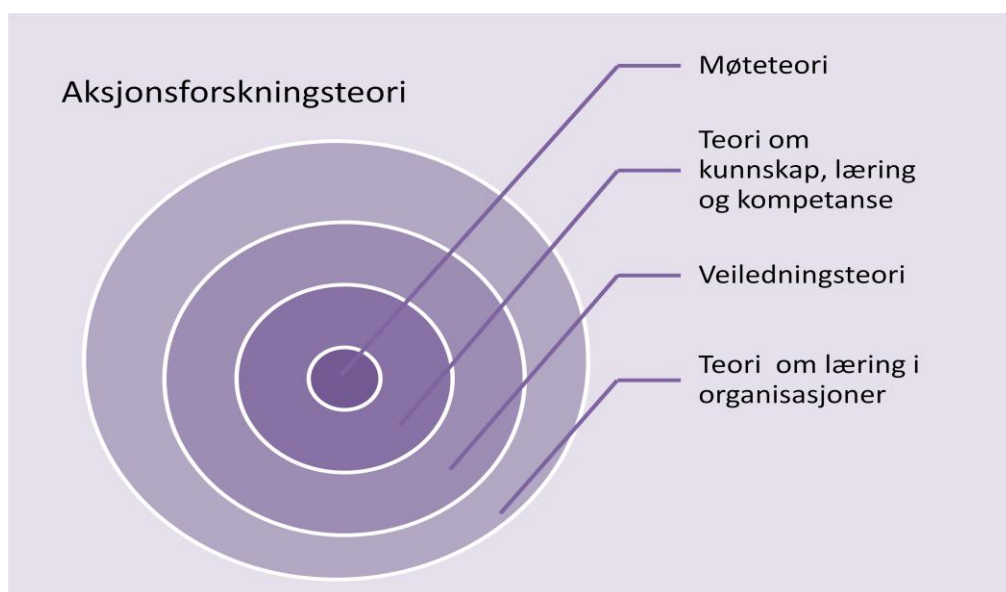 Aksjonsforskningsteori
Møteteori
Teori om
kunnskap, læring
og kompetanse
Veiledningsteori
Teori om læring i
organisasjoner